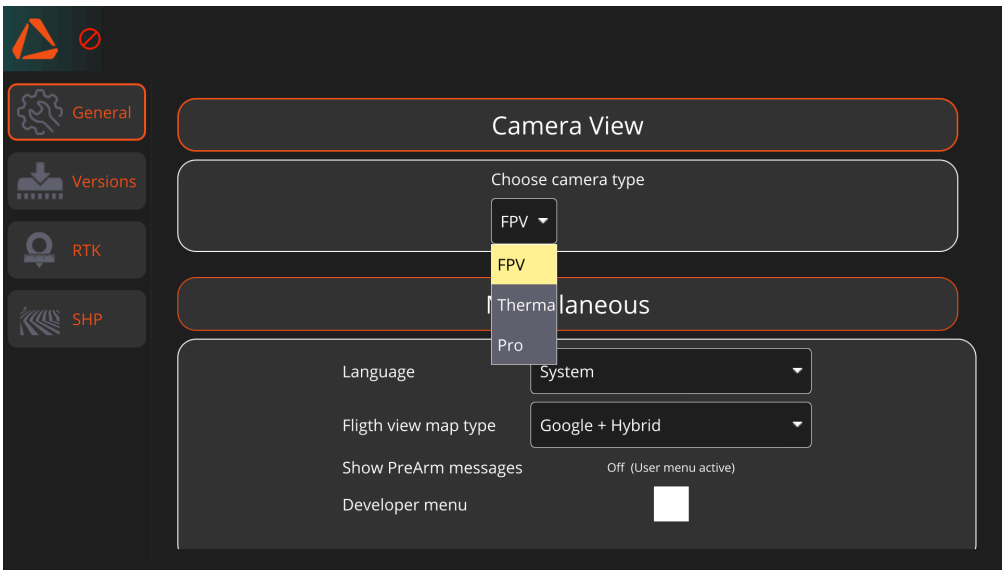 General
Versions
RTK
SHP
Camera View
Choose camera type
FPV
FPV
Therma
Pro
laneous
Language
System
Fligth view map type
Google + Hybrid
Show PreArm messages
Off (User menu active)
Developer menu